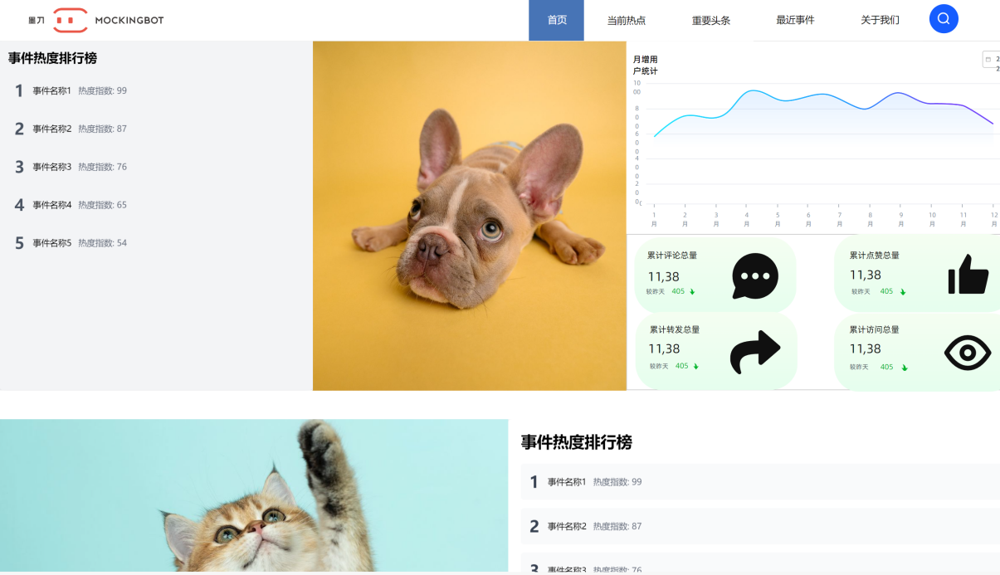 墨刀 MOCKINGBOT
首页 当前热点 重要头条 最近事件 关于我们
事件热度排行榜
1 事件名称1 热度指数: 99
2 事件名称2 热度指数: 87
3 事件名称3 热度指数: 76
4 事件名称4 热度指数: 65
5 事件名称5 热度指数: 54
月增用
户统计
2
2
10
00
8
0
0
6
0
0
4
0
0
2
0
0
1
月
2
月
3
月
4
月
5
月
6
月
7
月
8
月
9
月
10
月
11
月
12
月
累计评论总量
11,38
较昨天 405
累计点赞总量
11,38
较昨天 405
累计转发总量
11,38
较昨天 405
累计访问总量
11,38
较昨天 405
事件热度排行榜
1 事件名称1 热度指数: 99
2 事件名称2 热度指数: 87
3 事件名称3 热度指数: 76